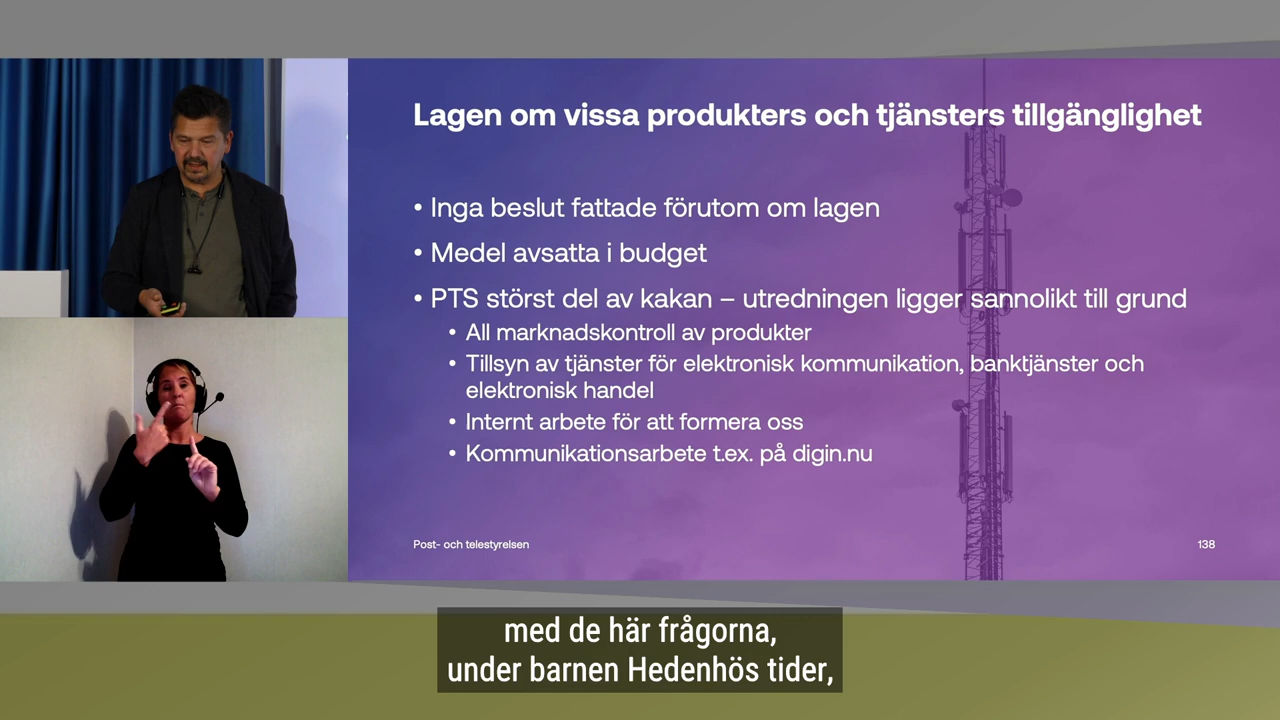 Lagen om vissa produkters och tjänsters tillgänglighet
• Inga beslut fattade förutom om lagen
• Medel avsatta i budget
• PTS störst del av kakan – utredningen ligger sannolikt till grund
• All marknadskontroll av produkter
• Tillsyn av tjänster för elektronisk kommunikation, banktjänster och
elektronisk handel
• Internt arbete för att formera oss
• Kommunikationsarbete t.ex. på digin.nu
Post- och telestyrelsen
138
med de här frågorna,
under barnen Hedenhös tider,